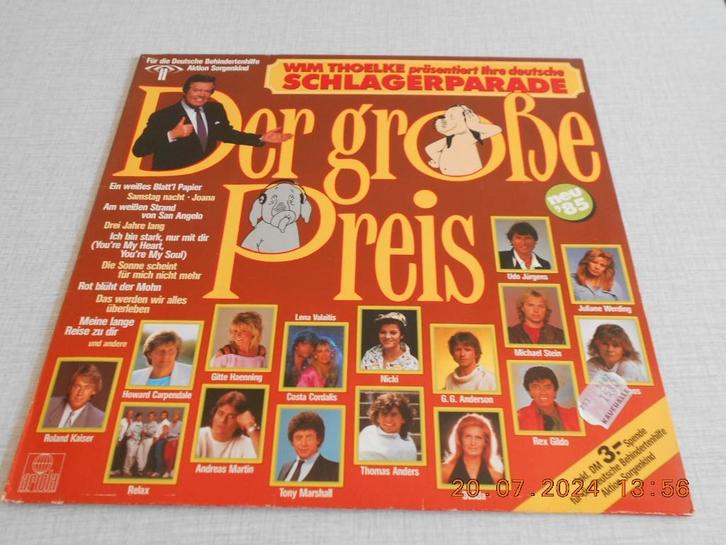 Für die Deutsche Behindertenhilfe
Aktion Sorgenkind
WIM THOELKE präsentiert Ihre deutsche
SCHLAGERPARADE
Der große
Preis
neu
'85
Ein weißes Blatt'l Papier
Samstag nacht · Joana
Am weißen Strand
von San Angelo
Drei Jahre lang
Ich bin stark, nur mit dir
(You're My Heart,
You're My Soul)
Die Sonne scheint
für mich nicht mehr
Rot blüht der Mohn
Das werden wir alles
überleben
Meine lange
Reise zu dir
und andere
Udo Jürgens
Juliane Werding
Michael Stein
Lena Valaitis
Gitte Haenning
Nicki
Howard Carpendale
Costa Cordalis
G. G. Anderson
Roland Kaiser
Andreas Martin
Thomas Anders
Rex Gildo
KAUFHALLE
Relax
Tony Marshall
DM 3.- Spende
für die Deutsche Behindertenhilfe
Aktion Sorgenkind
ARIOLA
20.07.2024 13:56